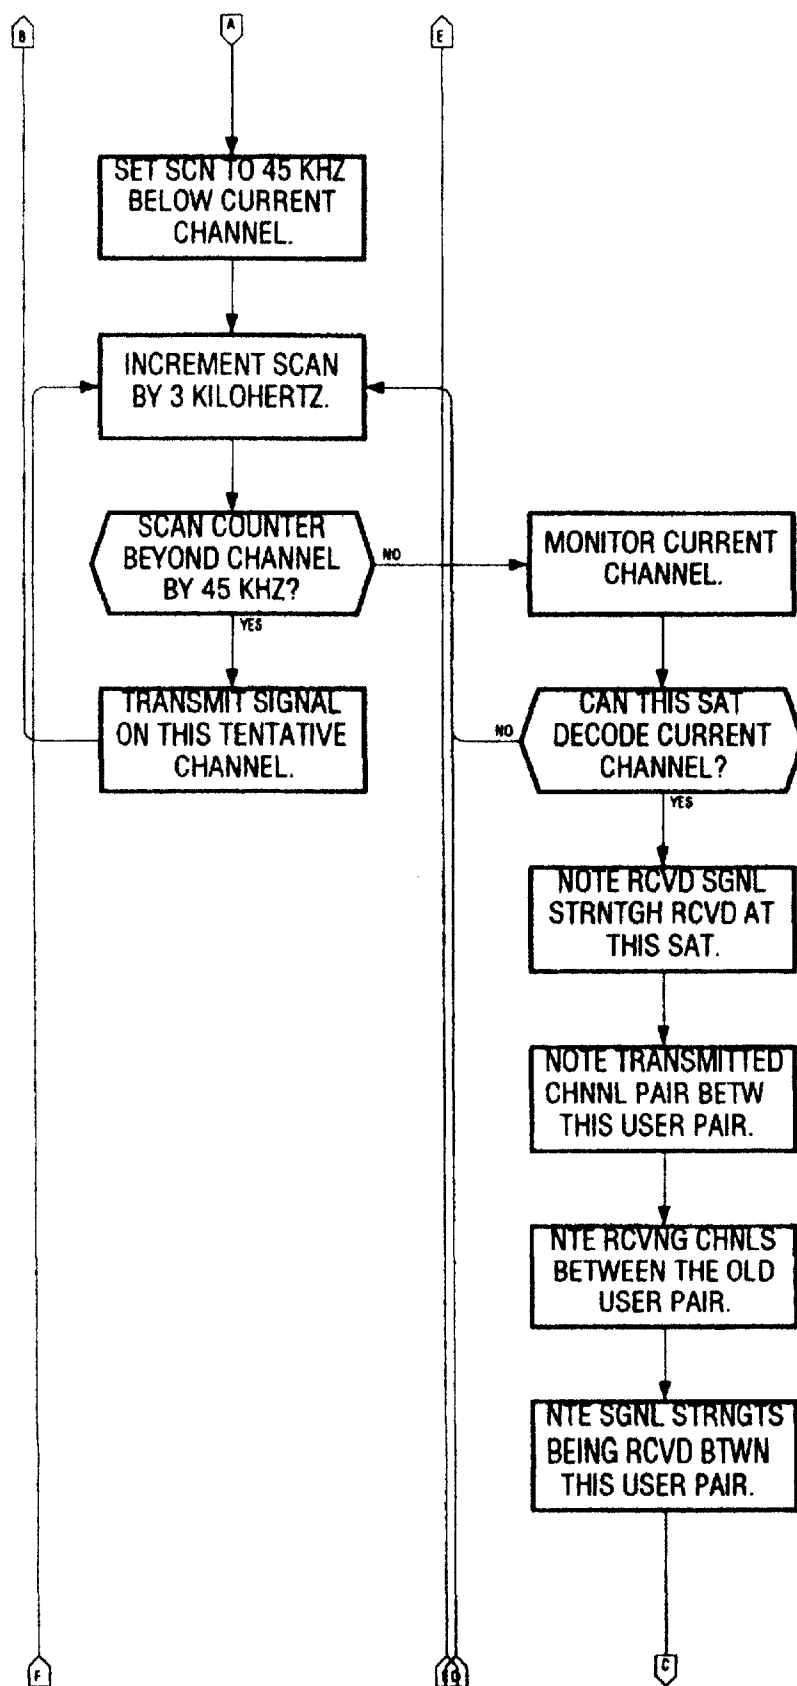 B
A
E
SET SCN TO 45 KHZ
BELOW CURRENT
CHANNEL.
INCREMENT SCAN
BY 3 KILOHERTZ.
SCAN COUNTER
BEYOND CHANNEL
BY 45 KHZ?
NO
YES
MONITOR CURRENT
CHANNEL.
TRANSMIT SIGNAL
ON THIS TENTATIVE
CHANNEL.
CAN THIS SAT
DECODE CURRENT
CHANNEL?
NO
YES
NOTE RCVD SGNL
STRNTGH RCVD AT
THIS SAT.
NOTE TRANSMITTED
CHNNL PAIR BETW
THIS USER PAIR.
NTE RCVNG CHNLS
BETWEEN THE OLD
USER PAIR.
NTE SGNL STRNGTS
BEING RCVD BTWN
THIS USER PAIR.
F
D
C